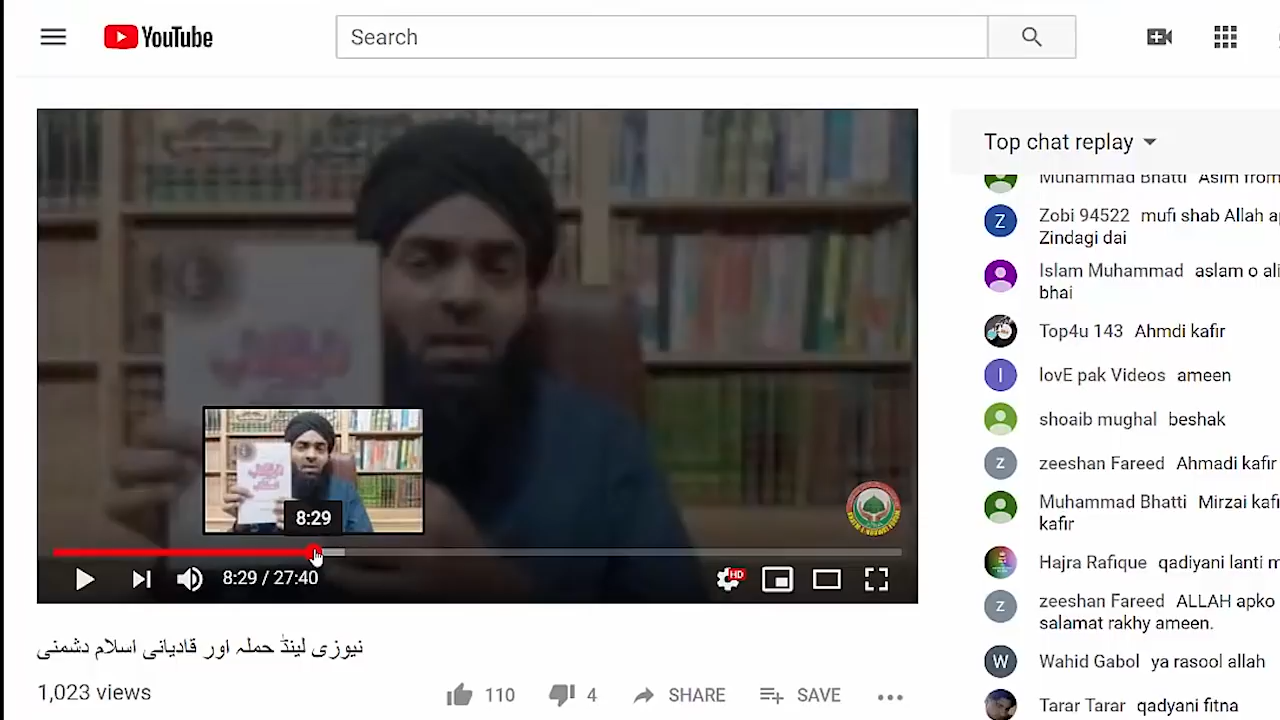 YouTube
Search
Top chat replay
Muhammad Bhatti Asim from
Zobi 94522 mufi shab Allah a
Zindagi dai
Islam Muhammad aslam o al
bhai
Top4u 143 Ahmdi kafir
lovE pak Videos ameen
shoaib mughal beshak
zeeshan Fareed Ahmadi kafir
Muhammad Bhatti Mirzai kafi
kafir
Hajra Rafique qadiyani lanti
zeeshan Fareed ALLAH apko
salamat rakhy ameen.
Wahid Gabol ya rasool allah
Tarar Tarar qadyani fitna
8:29
8:29 / 27:40
HD
نیوزی لینڈ حملہ اور قادیانی اسلام دشمنی
1,023 views
110
4
SHARE
SAVE